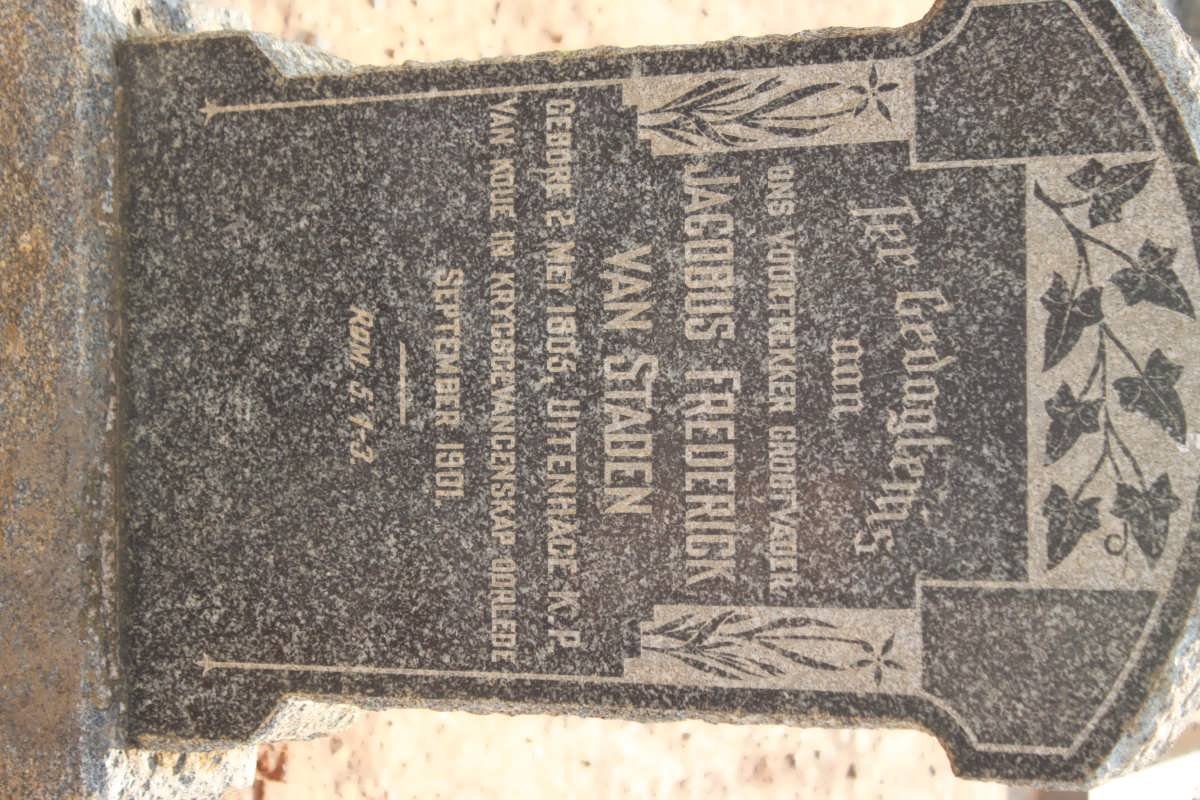 Ter Gedagtenis
aan
ONS VOORTREKKER GROOTVADER
JACOBUS FREDERICK
VAN STADEN
GEBORE 2 MEY 1805, UITENHAGE K.P.
VAN KOUE IN KRYGSGEVANGENSKAP OORLEDE
SEPTEMBER 1901.
ROM. 5. 1-3.